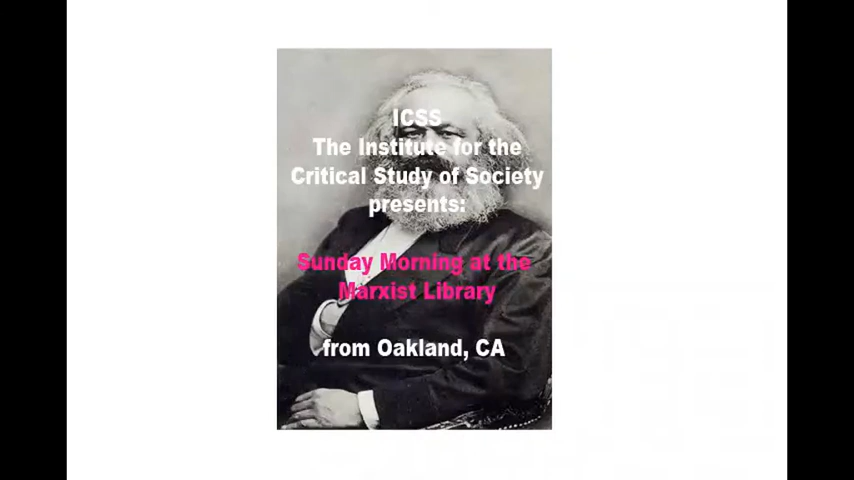 ICSS
The Institute for the
Critical Study of Society
presents:
Sunday Morning at the
Marxist Library
from Oakland, CA